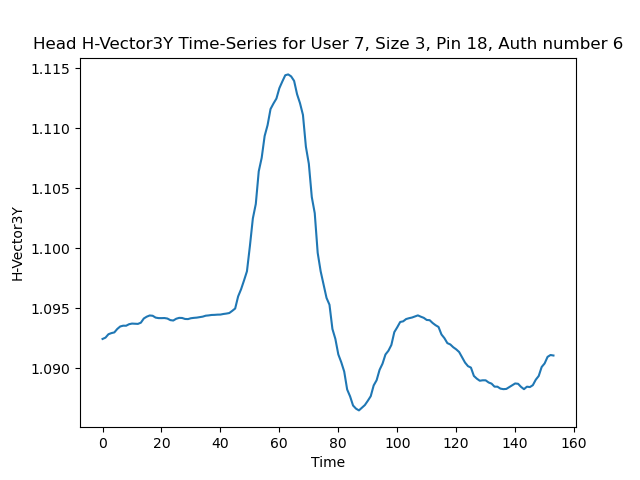 Head H-Vector3Y Time-Series for User 7, Size 3, Pin 18, Auth number 6
1.115
1.110
1.105
1.100
1.095
1.090
H-Vector3Y
0 20 40 60 80 100 120 140 160
Time